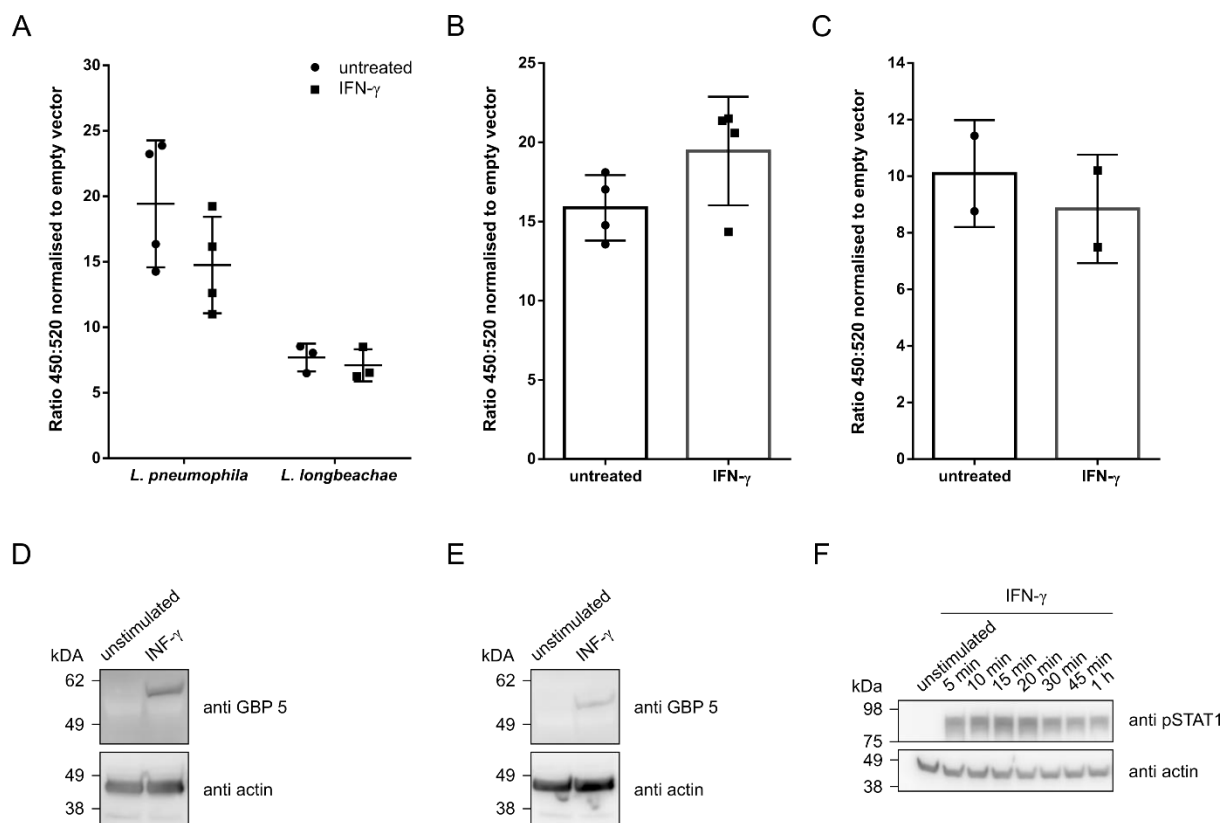 A
Ratio 450:520 normalised to empty vector
30
25
20
15
10
5
0
untreated
IFN-γ
L. pneumophila
L. longbeachae
B
Ratio 450:520 normalised to empty vector
25
20
15
10
5
0
untreated
IFN-γ
C
Ratio 450:520 normalised to empty vector
14
12
10
8
6
4
2
0
untreated
IFN-γ
D
unstimulated
INF-γ
kDA
62
49
anti GBP 5
49
38
anti actin
E
unstimulated
INF-γ
kDA
62
49
anti GBP 5
49
38
anti actin
F
IFN-γ
unstimulated
5 min
10 min
15 min
20 min
30 min
45 min
1 h
kDa
98
75
anti pSTAT1
49
38
anti actin